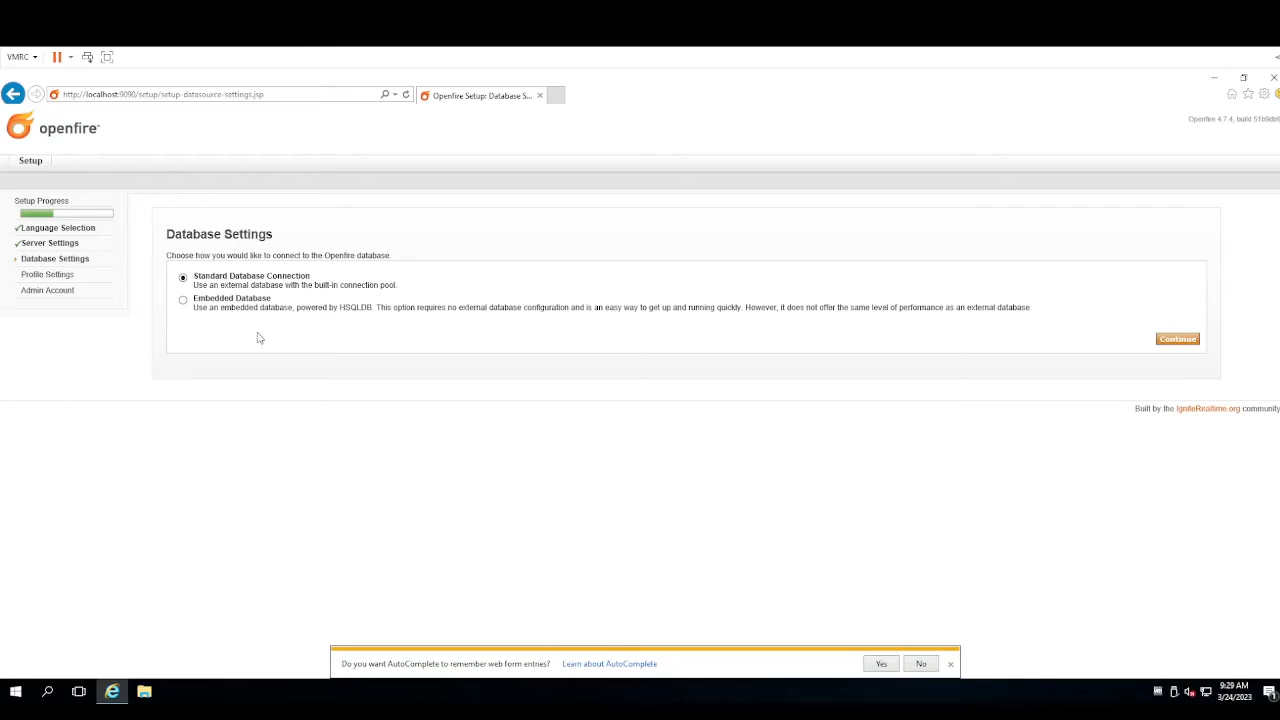 VMRC
http://localhost:9090/setup/setup-datasource-settings.jsp
Openfire Setup: Database S...
openfire
Openfire 4.7.4, build 51b9db9
Setup
Setup Progress
Language Selection
Server Settings
Database Settings
Profile Settings
Admin Account
Database Settings
Choose how you would like to connect to the Openfire database.
Standard Database Connection
Use an external database with the built-in connection pool.
Embedded Database
Use an embedded database, powered by HSQLDB. This option requires no external database configuration and is an easy way to get up and running quickly. However, it does not offer the same level of performance as an external database.
Continue
Built by the IgniteRealtime.org community
Do you want AutoComplete to remember web form entries? Learn about AutoComplete Yes No
9:29 AM
3/24/2023